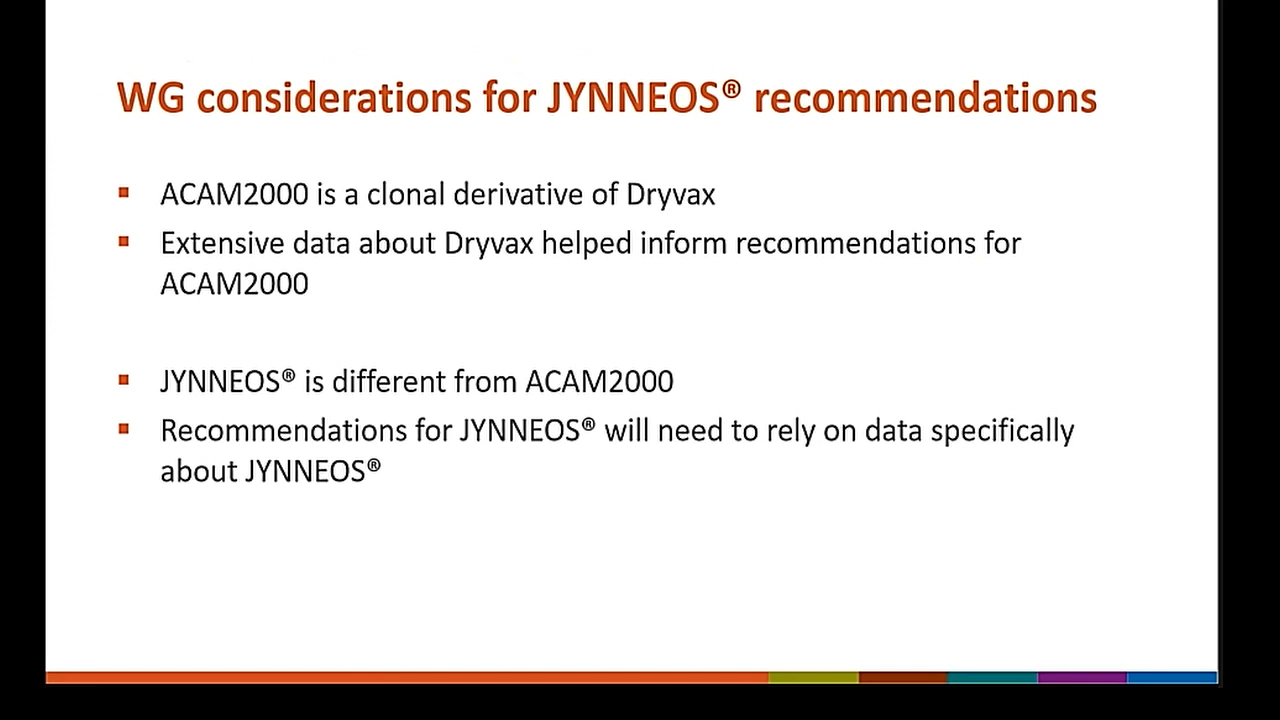 WG considerations for JYNNEOS® recommendations
ACAM2000 is a clonal derivative of Dryvax
Extensive data about Dryvax helped inform recommendations for
ACAM2000
JYNNEOS® is different from ACAM2000
Recommendations for JYNNEOS® will need to rely on data specifically
about JYNNEOS®